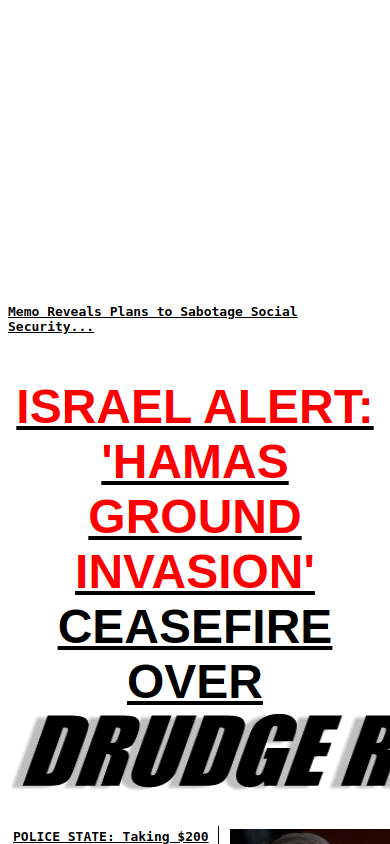 Memo Reveals Plans to Sabotage Social
Security...
ISRAEL ALERT:
'HAMAS
GROUND
INVASION'
CEASEFIRE
OVER
DRUDGE R
POLICE STATE: Taking $200